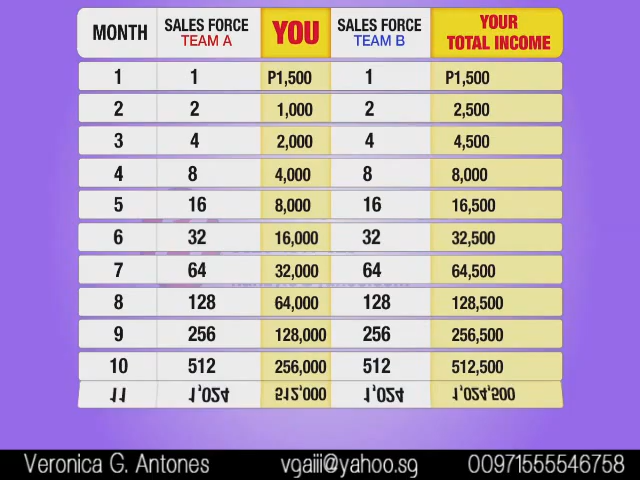 MONTH SALES FORCE TEAM A YOU SALES FORCE TEAM B YOUR TOTAL INCOME
1 1 P1,500 1 P1,500
2 2 1,000 2 2,500
3 4 2,000 4 4,500
4 8 4,000 8 8,000
5 16 8,000 16 16,500
6 32 16,000 32 32,500
7 64 32,000 64 64,500
8 128 64,000 128 128,500
9 256 128,000 256 256,500
10 512 256,000 512 512,500
11 1,024 512,000 1,024 1,024,500
Veronica G. Antones vgaiii@yahoo.sg 00971555546758